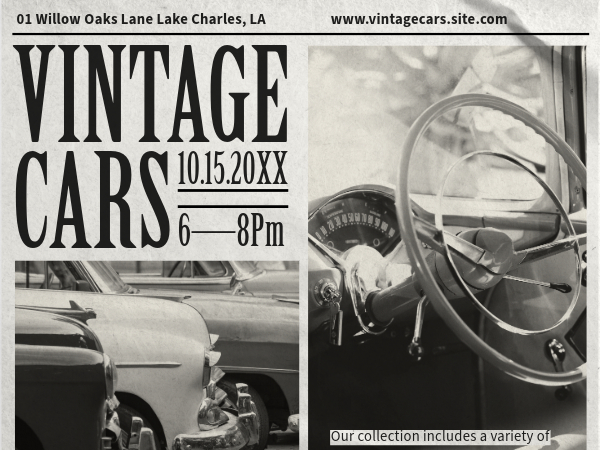 01 Willow Oaks Lane Lake Charles, LA
www.vintagecars.site.com
VINTAGE
CARS
10.15.20XX
6—8Pm
Our collection includes a variety of